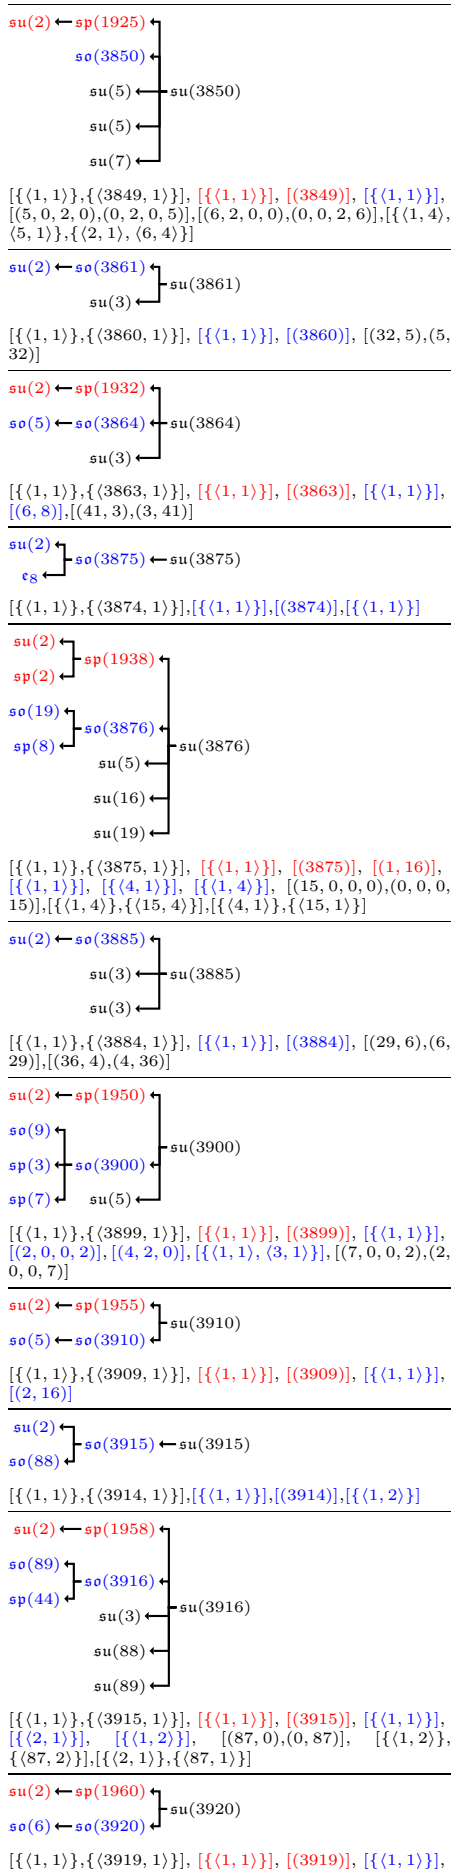 𝔰𝔲(2) ← 𝔰𝔭(1925)
𝔰𝔬(3850)
𝔰𝔲(5) ← 𝔰𝔲(3850)
𝔰𝔲(5)
𝔰𝔲(7)
[{⟨1, 1⟩},{⟨3849, 1⟩}], [{⟨1, 1⟩}], [(3849)], [{⟨1, 1⟩}],
[(5, 0, 2, 0),(0, 2, 0, 5)],[(6, 2, 0, 0),(0, 0, 2, 6)],[{⟨1, 4⟩,
⟨5, 1⟩},{⟨2, 1⟩, ⟨6, 4⟩}]
𝔰𝔲(2) ← 𝔰𝔬(3861)
𝔰𝔲(3861)
𝔰𝔲(3)
[{⟨1, 1⟩},{⟨3860, 1⟩}], [{⟨1, 1⟩}], [(3860)], [(32, 5),(5,
32)]
𝔰𝔲(2) ← 𝔰𝔭(1932)
𝔰𝔬(5) ← 𝔰𝔬(3864) ← 𝔰𝔲(3864)
𝔰𝔲(3)
[{⟨1, 1⟩},{⟨3863, 1⟩}], [{⟨1, 1⟩}], [(3863)], [{⟨1, 1⟩}],
[(6, 8)],[(41, 3),(3, 41)]
𝔰𝔲(2)
𝔰𝔬(3875) ← 𝔰𝔲(3875)
𝔢₈
[{⟨1, 1⟩},{⟨3874, 1⟩}],[{⟨1, 1⟩}],[(3874)],[{⟨1, 1⟩}]
𝔰𝔲(2)
𝔰𝔭(1938)
𝔰𝔭(2)
𝔰𝔬(19)
𝔰𝔬(3876)
𝔰𝔭(8) 𝔰𝔲(3876)
𝔰𝔲(5)
𝔰𝔲(16)
𝔰𝔲(19)
[{⟨1, 1⟩},{⟨3875, 1⟩}], [{⟨1, 1⟩}], [(3875)], [(1, 16)],
[{⟨1, 1⟩}], [{⟨4, 1⟩}], [{⟨1, 4⟩}], [(15, 0, 0, 0),(0, 0, 0,
15)],[{⟨1, 4⟩},{⟨15, 4⟩}],[{⟨4, 1⟩},{⟨15, 1⟩}]
𝔰𝔲(2) ← 𝔰𝔬(3885)
𝔰𝔲(3) ← 𝔰𝔲(3885)
𝔰𝔲(3)
[{⟨1, 1⟩},{⟨3884, 1⟩}], [{⟨1, 1⟩}], [(3884)], [(29, 6),(6,
29)],[(36, 4),(4, 36)]
𝔰𝔲(2) ← 𝔰𝔭(1950)
𝔰𝔬(9)
𝔰𝔲(3900)
𝔰𝔭(3) ← 𝔰𝔬(3900)
𝔰𝔭(7) 𝔰𝔲(5)
[{⟨1, 1⟩},{⟨3899, 1⟩}], [{⟨1, 1⟩}], [(3899)], [{⟨1, 1⟩}],
[(2, 0, 0, 2)],[(4, 2, 0)],[{⟨1, 1⟩, ⟨3, 1⟩}],[(7, 0, 0, 2),(2,
0, 0, 7)]
𝔰𝔲(2) ← 𝔰𝔭(1955)
𝔰𝔲(3910)
𝔰𝔬(5) ← 𝔰𝔬(3910)
[{⟨1, 1⟩},{⟨3909, 1⟩}], [{⟨1, 1⟩}], [(3909)], [{⟨1, 1⟩}],
[(2, 16)]
𝔰𝔲(2)
𝔰𝔬(3915) ← 𝔰𝔲(3915)
𝔰𝔬(88)
[{⟨1, 1⟩},{⟨3914, 1⟩}],[{⟨1, 1⟩}],[(3914)],[{⟨1, 2⟩}]
𝔰𝔲(2) ← 𝔰𝔭(1958)
𝔰𝔬(89)
𝔰𝔬(3916)
𝔰𝔭(44) 𝔰𝔲(3916)
𝔰𝔲(3)
𝔰𝔲(88)
𝔰𝔲(89)
[{⟨1, 1⟩},{⟨3915, 1⟩}], [{⟨1, 1⟩}], [(3915)], [{⟨1, 1⟩}],
[{⟨2, 1⟩}], [{⟨1, 2⟩}], [(87, 0),(0, 87)], [{⟨1, 2⟩},
{⟨87, 2⟩}],[{⟨2, 1⟩},{⟨87, 1⟩}]
𝔰𝔲(2) ← 𝔰𝔭(1960)
𝔰𝔲(3920)
𝔰𝔬(6) ← 𝔰𝔬(3920)
[{⟨1, 1⟩},{⟨3919, 1⟩}], [{⟨1, 1⟩}], [(3919)], [{⟨1, 1⟩}],